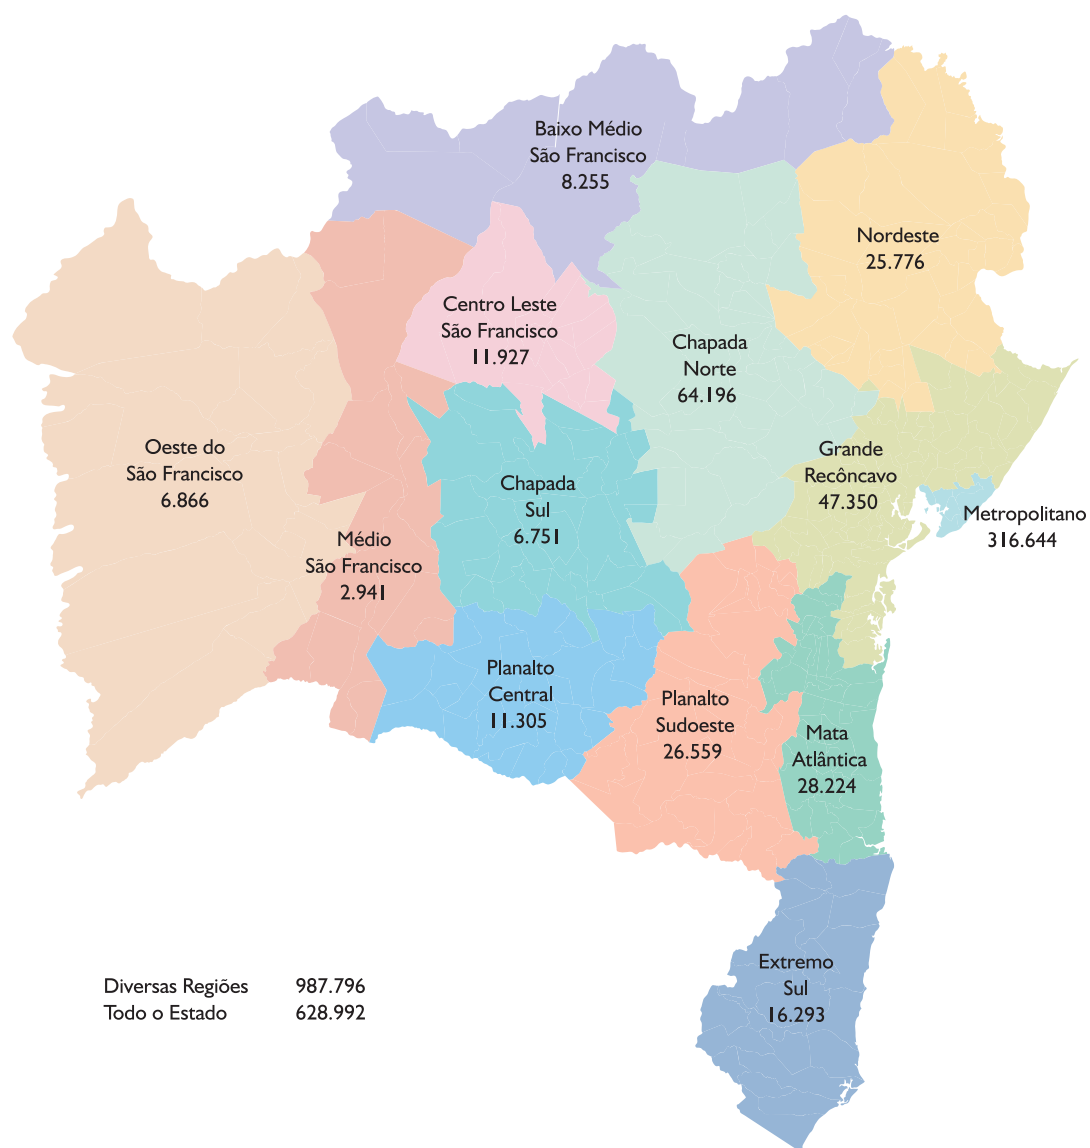 Baixo Médio
São Francisco
8.255
Nordeste
25.776
Centro Leste
São Francisco
11.927
Chapada
Norte
64.196
Oeste do
São Francisco
6.866
Grande
Recôncavo
47.350
Chapada
Sul
6.751
Metropolitano
316.644
Médio
São Francisco
2.941
Planalto
Central
11.305
Planalto
Sudoeste
26.559
Mata
Atlântica
28.224
Extremo
Sul
16.293
Diversas Regiões 987.796
Todo o Estado 628.992